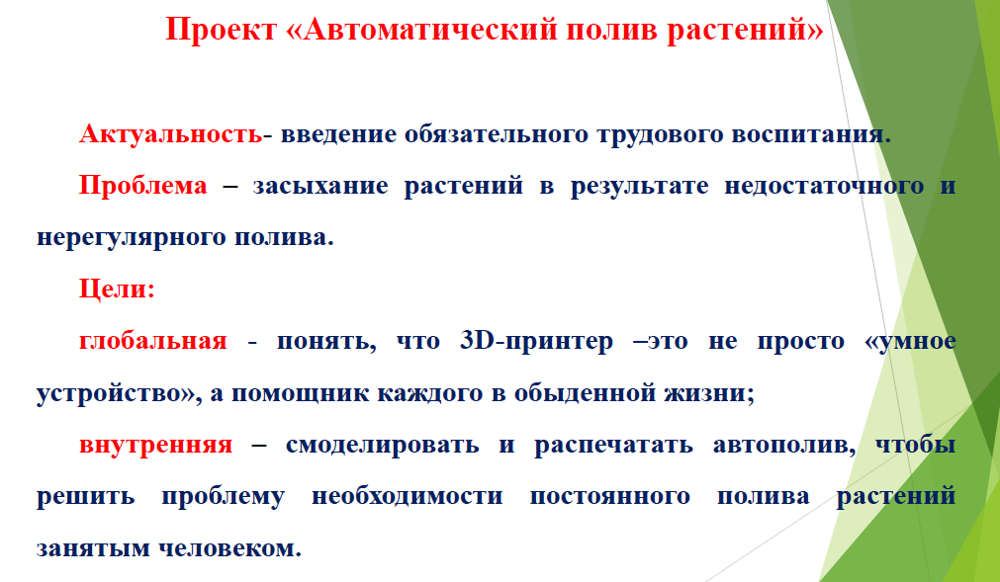 Проект «Автоматический полив растений»
Актуальность- введение обязательного трудового воспитания.
Проблема – засыхание растений в результате недостаточного и
нерегулярного полива.
Цели:
глобальная - понять, что 3D-принтер –это не просто «умное
устройство», а помощник каждого в обыденной жизни;
внутренняя – смоделировать и распечатать автополив, чтобы
решить проблему необходимости постоянного полива растений
занятым человеком.